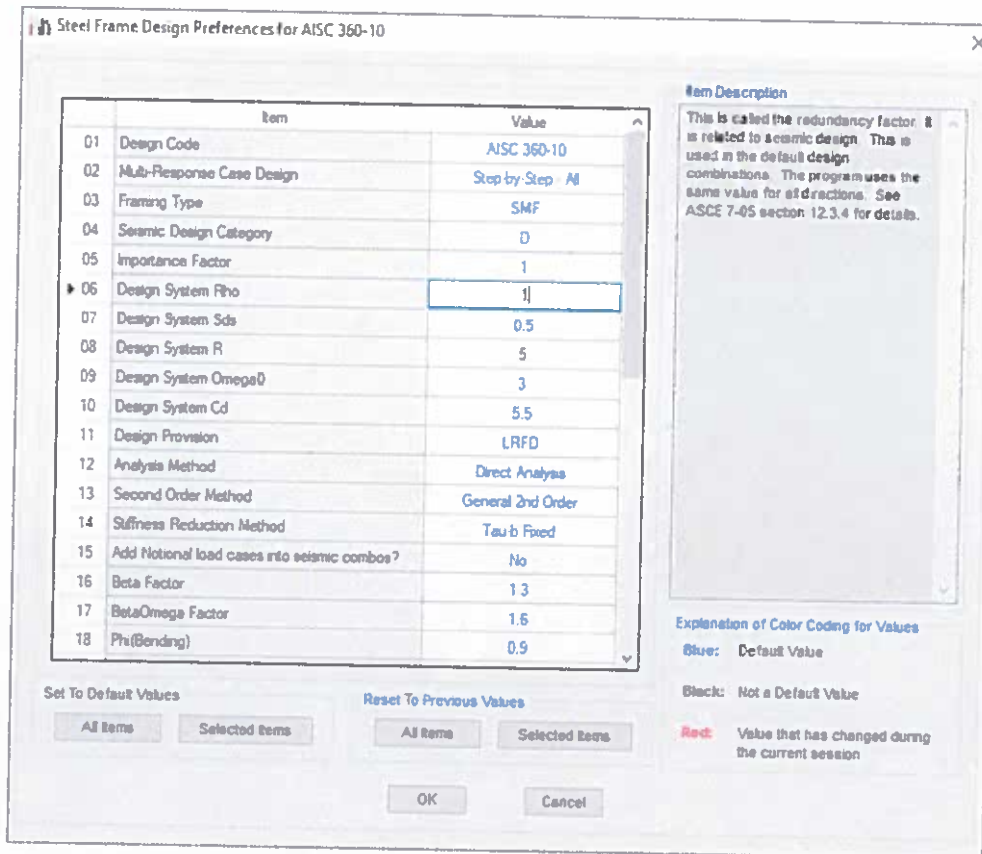 Steel Frame Design Preferences for AISC 360-10
Item Value
01 Design Code AISC 360-10
02 Multi-Response Case Design Step-by-Step - All
03 Framing Type SMF
04 Seismic Design Category D
05 Importance Factor 1
06 Design System Rho 1
07 Design System Sds 0.5
08 Design System R 5
09 Design System Omega0 3
10 Design System Cd 5.5
11 Design Provision LRFD
12 Analysis Method Direct Analysis
13 Second Order Method General 2nd Order
14 Stiffness Reduction Method Tau-b Fixed
15 Add Notional load cases into seismic combos? No
16 Beta Factor 1.3
17 BetaOmega Factor 1.6
18 Phi(Bending) 0.9
Item Description
This is called the redundancy factor. It
is related to seismic design. This is
used in the default design
combinations. The program uses the
same value for all directions. See
ASCE 7-05 section 12.3.4 for details.
Explanation of Color Coding for Values
Blue: Default Value
Black: Not a Default Value
Red: Value that has changed during
the current session
Set To Default Values
All Items Selected Items
Reset To Previous Values
All Items Selected Items
OK Cancel